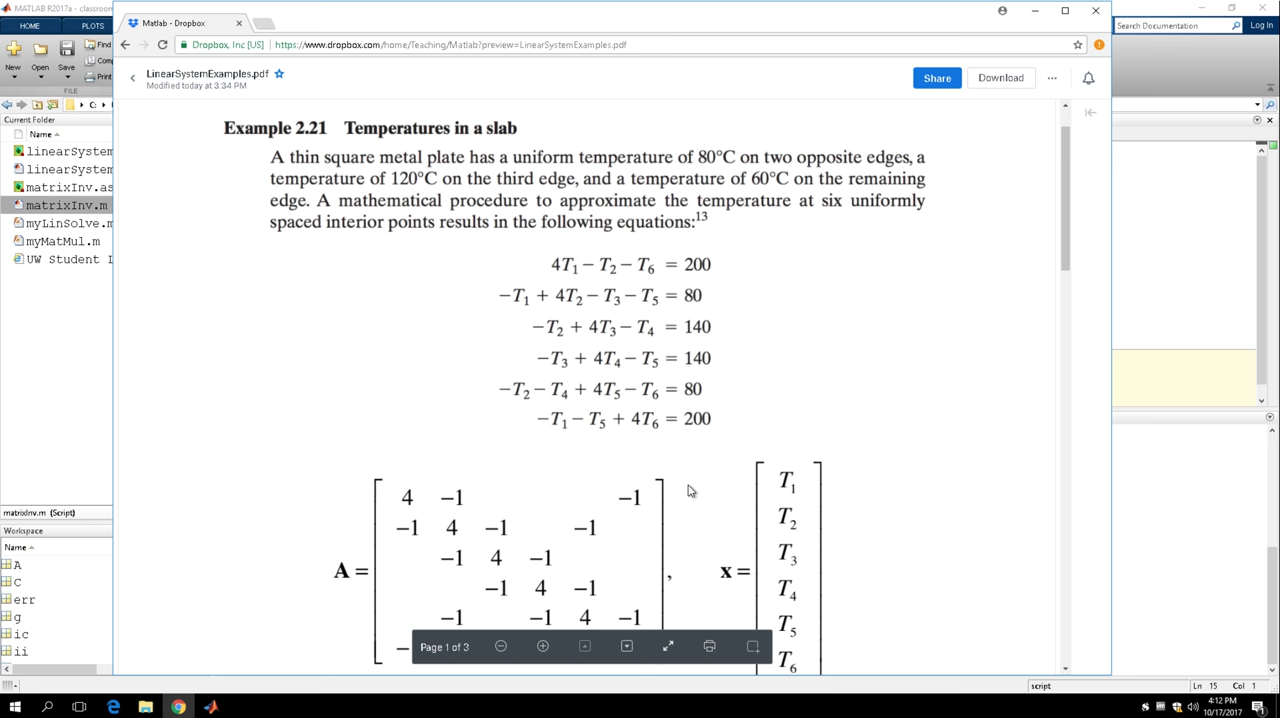 MATLAB R2017a - classroom
HOME
PLOTS
Search Documentation
Log In
New
Open
Save
Find
Com
Print
FILE
C:
Current Folder
Name
linearSystem
linearSystem
matrixInv.as
matrixInv.m
myLinSolve.m
myMatMul.m
UW Student L
matrixInv.m (Script)
Workspace
Name
A
C
err
g
ic
ii
Matlab - Dropbox
Dropbox, Inc [US] | https://www.dropbox.com/home/Teaching/Matlab?preview=LinearSystemExamples.pdf
LinearSystemExamples.pdf
Modified today at 3:34 PM
Share
Download
Example 2.21 Temperatures in a slab
A thin square metal plate has a uniform temperature of 80°C on two opposite edges, a
temperature of 120°C on the third edge, and a temperature of 60°C on the remaining
edge. A mathematical procedure to approximate the temperature at six uniformly
spaced interior points results in the following equations:¹³
4T₁ − T₂ − T₆ = 200
−T₁ + 4T₂ − T₃ − T₅ = 80
−T₂ + 4T₃ − T₄ = 140
−T₃ + 4T₄ − T₅ = 140
−T₂ − T₄ + 4T₅ − T₆ = 80
−T₁ − T₅ + 4T₆ = 200
4 −1 −1
−1 4 −1 −1
−1 4 −1
A =
−1 4 −1
−1 −1 4 −1
−
,
x =
T₁
T₂
T₃
T₄
T₅
T₆
Page 1 of 3
script
Ln 15 Col 1
4:12 PM
10/17/2017